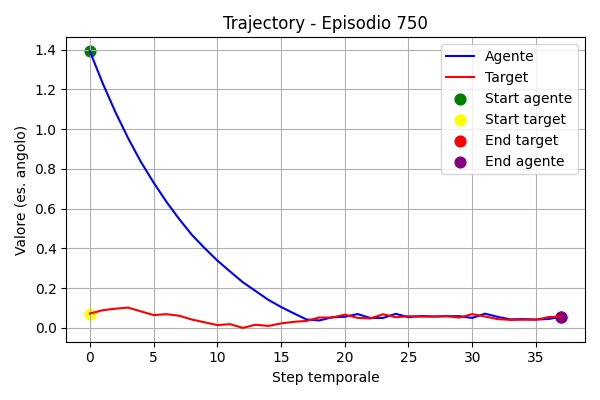 Trajectory - Episodio 750
Valore (es. angolo)
1.4
1.2
1.0
0.8
0.6
0.4
0.2
0.0
Agente
Target
Start agente
Start target
End target
End agente
0 5 10 15 20 25 30 35
Step temporale